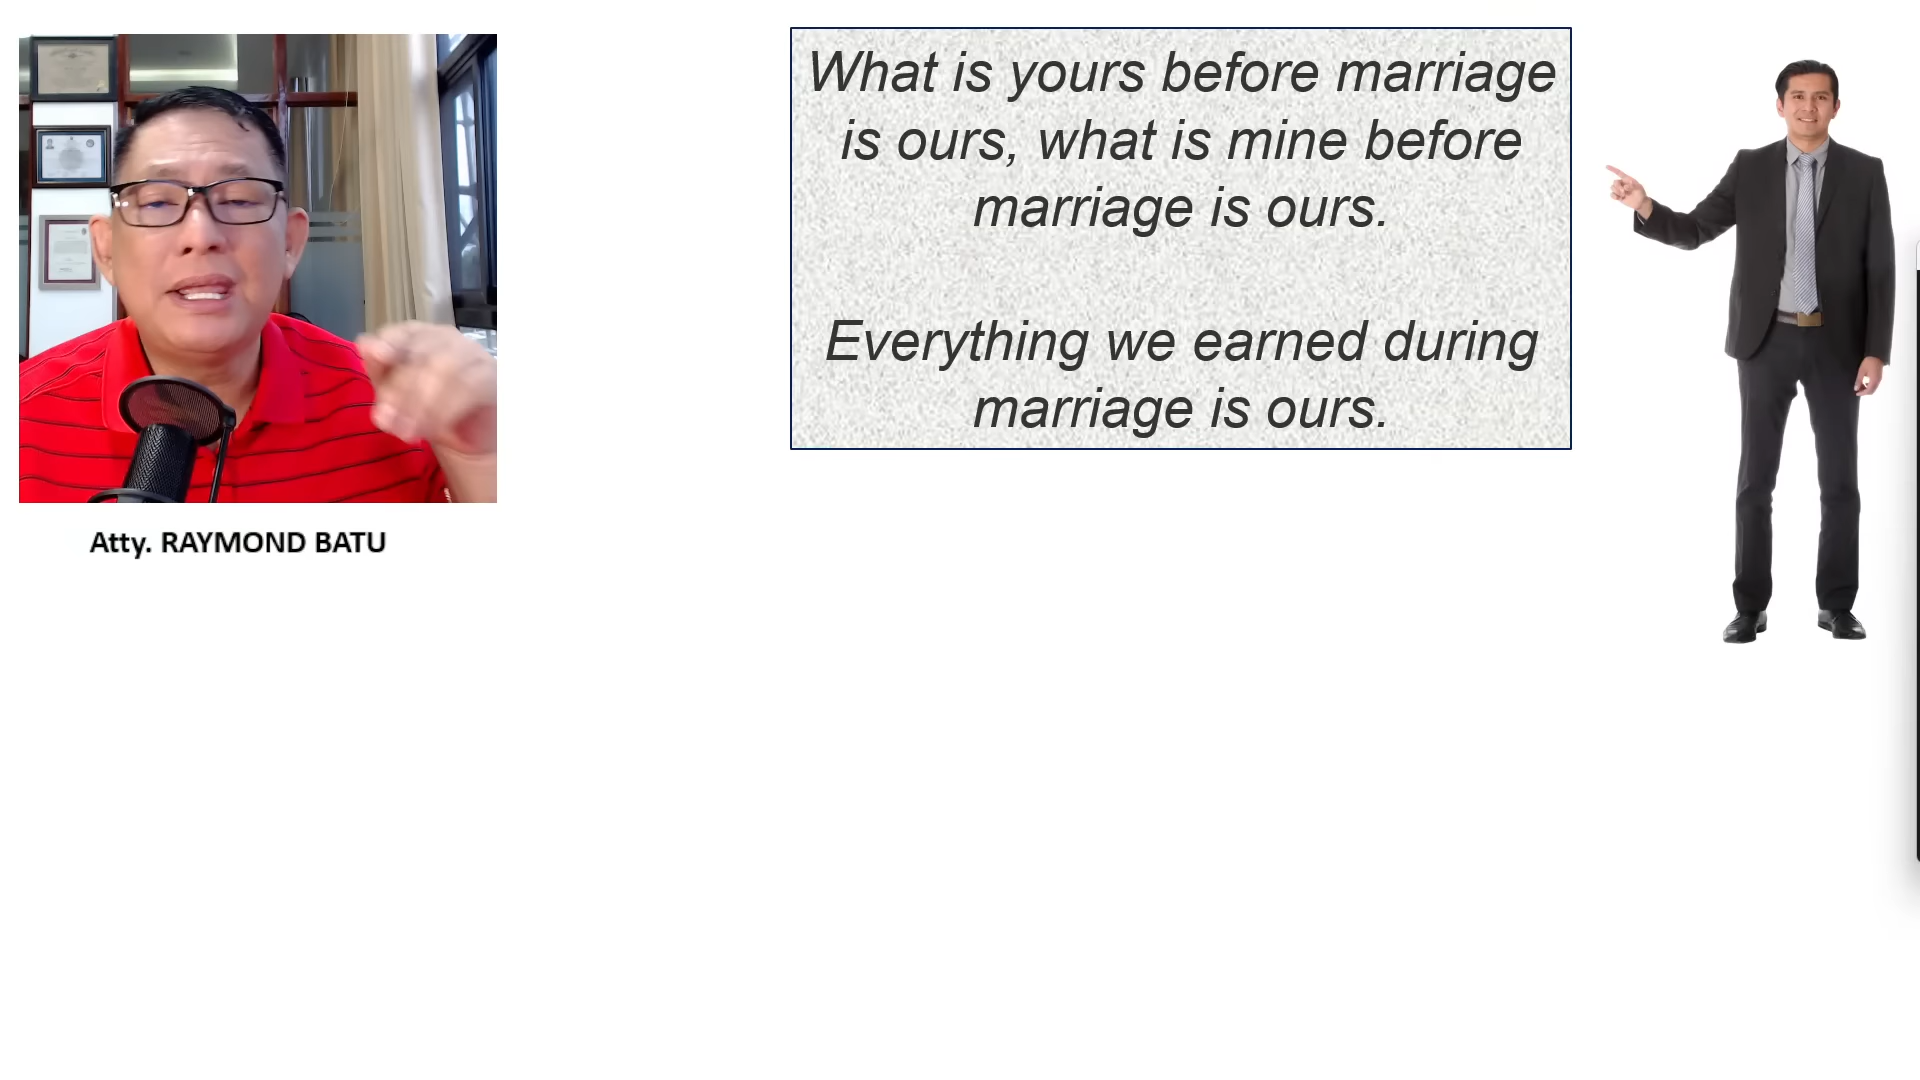 What is yours before marriage
is ours, what is mine before
marriage is ours.
Everything we earned during
marriage is ours.
Atty. RAYMOND BATU